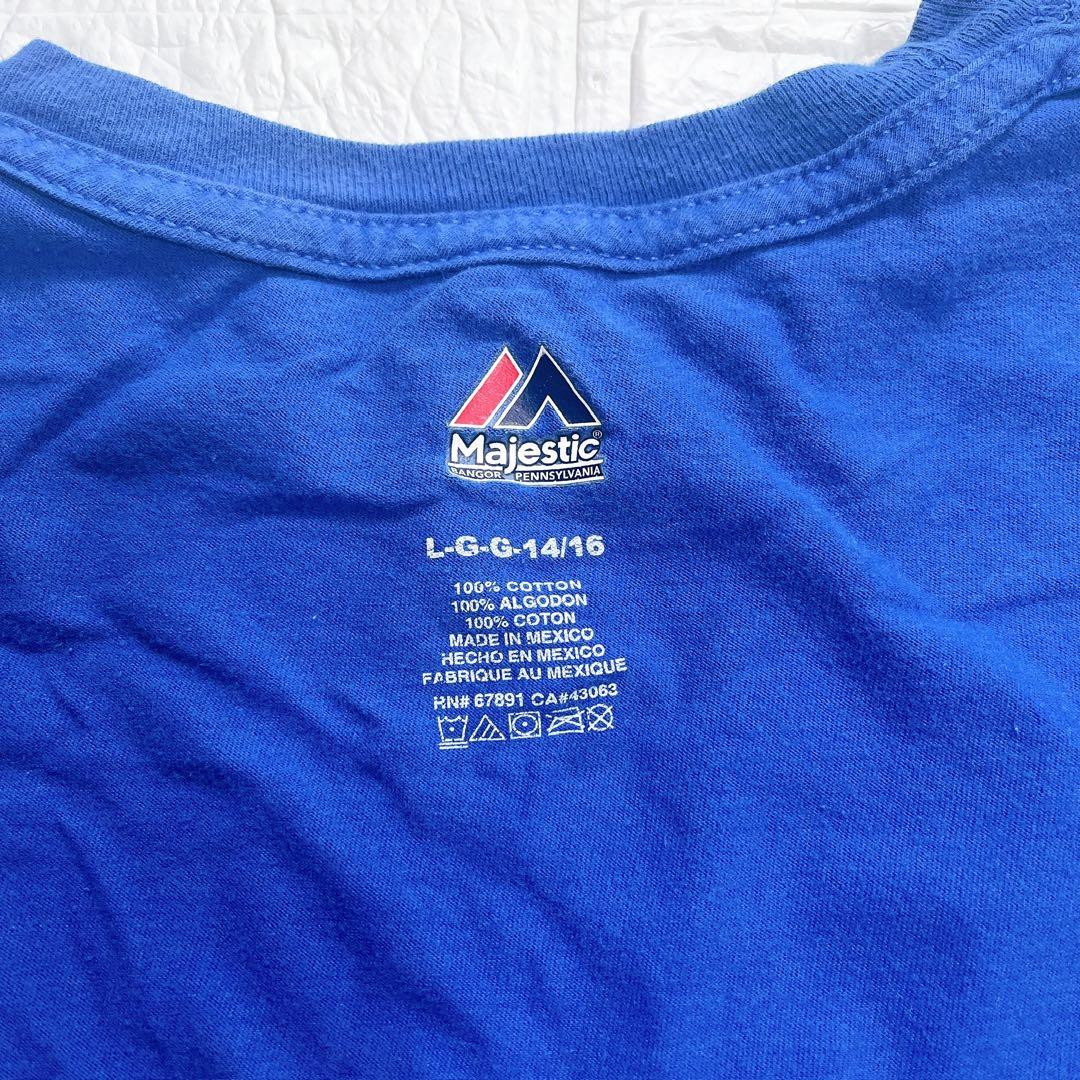 Majestic®
BANGOR, PENNSYLVANIA
L-G-G-14/16
100% COTTON
100% ALGODON
100% COTON
MADE IN MEXICO
HECHO EN MEXICO
FABRIQUE AU MEXIQUE
RN# 67891 CA#43063